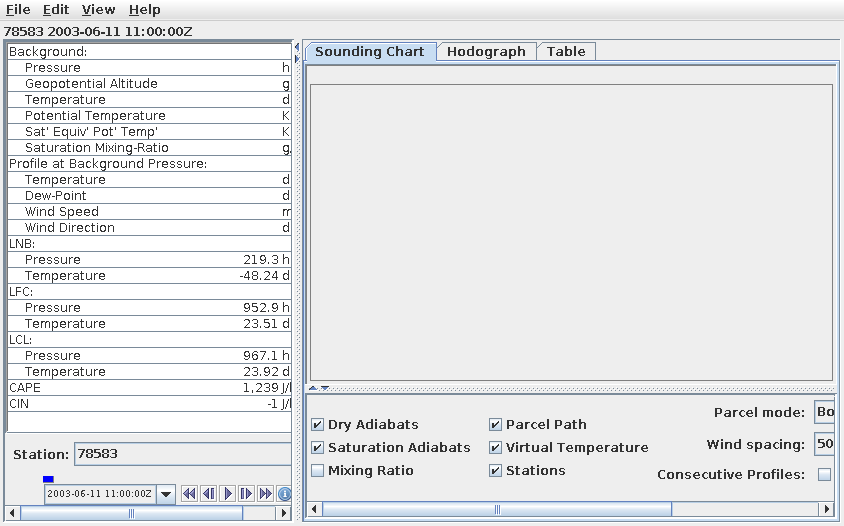 File Edit View Help
78583 2003-06-11 11:00:00Z
Background:
Pressure h
Geopotential Altitude g
Temperature d
Potential Temperature K
Sat' Equiv' Pot' Temp' K
Saturation Mixing-Ratio g
Profile at Background Pressure:
Temperature d
Dew-Point d
Wind Speed m
Wind Direction d
LNB:
Pressure 219.3 h
Temperature -48.24 d
LFC:
Pressure 952.9 h
Temperature 23.51 d
LCL:
Pressure 967.1 h
Temperature 23.92 d
CAPE 1,239 J/
CIN -1 J/
Station: 78583
2003-06-11 11:00:00Z
Sounding Chart Hodograph Table
Dry Adiabats Parcel Path Parcel mode: Bo
Saturation Adiabats Virtual Temperature Wind spacing: 50
Mixing Ratio Stations Consecutive Profiles: